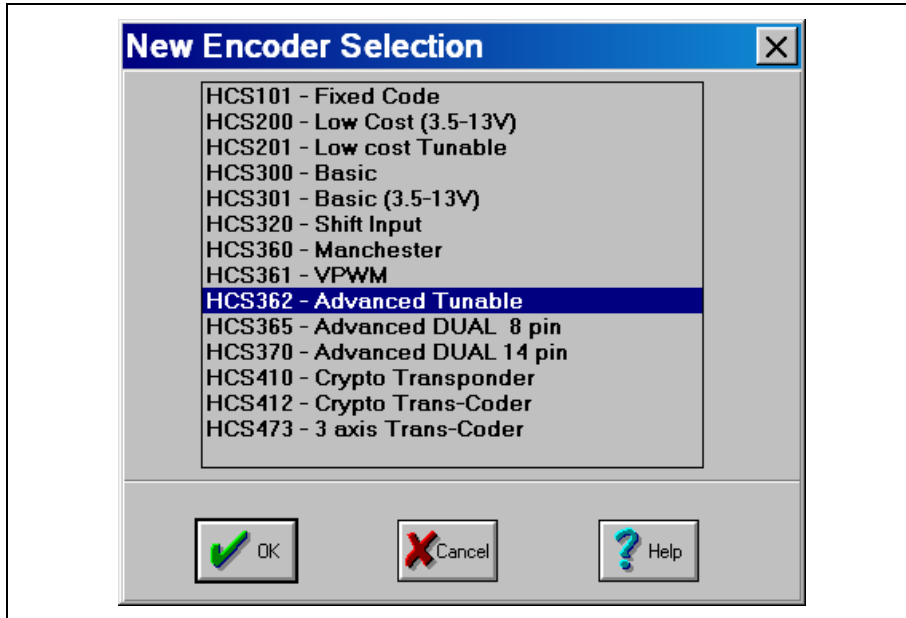 New Encoder Selection
HCS101 - Fixed Code
HCS200 - Low Cost (3.5-13V)
HCS201 - Low cost Tunable
HCS300 - Basic
HCS301 - Basic (3.5-13V)
HCS320 - Shift Input
HCS360 - Manchester
HCS361 - VPWM
HCS362 - Advanced Tunable
HCS365 - Advanced DUAL  8 pin
HCS370 - Advanced DUAL 14 pin
HCS410 - Crypto Transponder
HCS412 - Crypto Trans-Coder
HCS473 - 3 axis Trans-Coder
OK Cancel Help